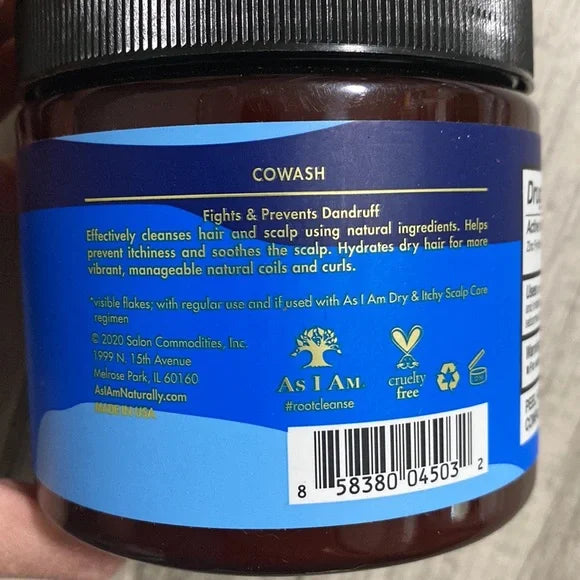 COWASH
Fights & Prevents Dandruff
Effectively cleanses hair and scalp using natural ingredients. Helps
prevent itchiness and soothes the scalp. Hydrates dry hair for more
vibrant, manageable natural coils and curls.
*visible flakes; with regular use and if used with As I Am Dry & Itchy Scalp Care
regimen
© 2020 Salon Commodities, Inc.
1999 N. 15th Avenue
Melrose Park, IL 60160
AsIAmNaturally.com
MADE IN USA
AS I AM.
#rootcleanse
cruelty
free
8 58380 04503 2